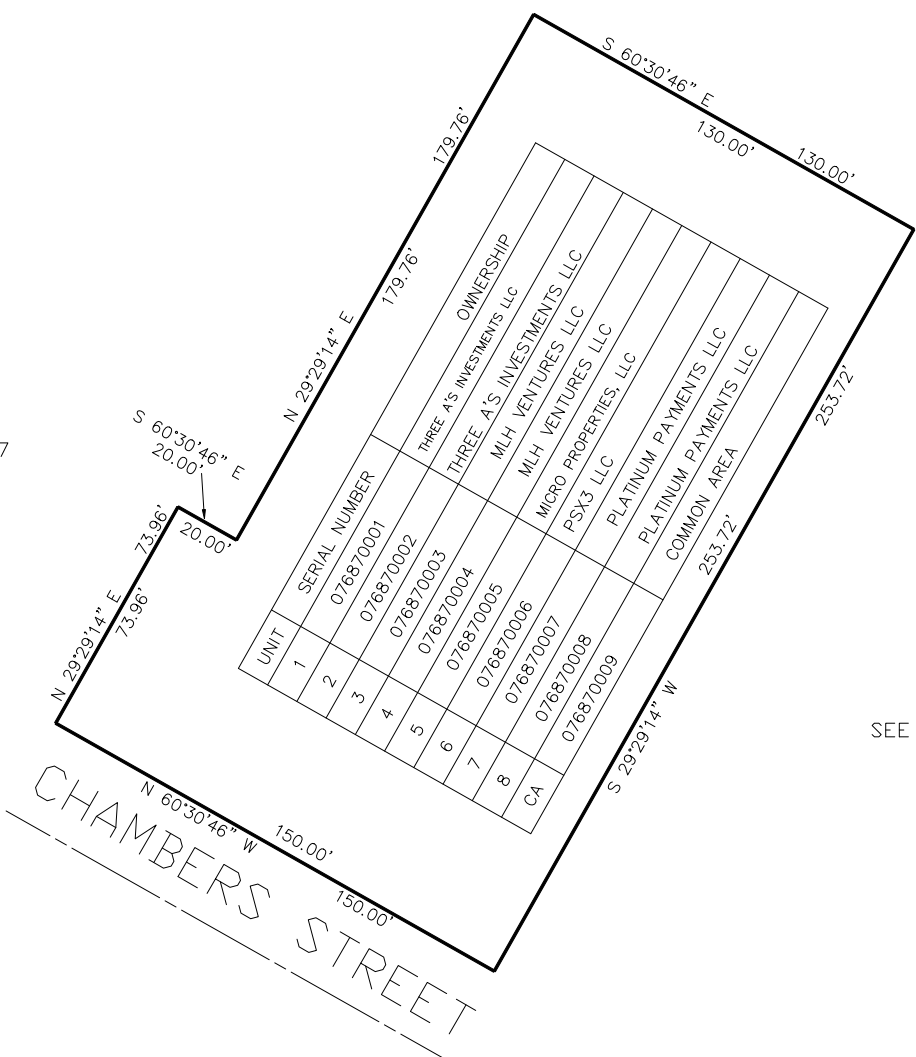 S 60°30'46" E
130.00'
130.00'
179.76'
179.76'
N 29°29'14" E
S 60°30'46" E
20.00'
20.00'
73.96'
73.96'
N 29°29'14" E
7
253.72'
253.72'
S 29°29'14" W
SEE
N 60°30'46" W
150.00'
150.00'
CHAMBERS STREET
UNIT SERIAL NUMBER OWNERSHIP
1 076870001 THREE A'S INVESTMENTS LLC
2 076870002 THREE A'S INVESTMENTS LLC
3 076870003 MLH VENTURES LLC
4 076870004 MLH VENTURES LLC
5 076870005 MICRO PROPERTIES, LLC
6 076870006 PSX3 LLC
7 076870007 PLATINUM PAYMENTS LLC
8 076870008 PLATINUM PAYMENTS LLC
CA 076870009 COMMON AREA